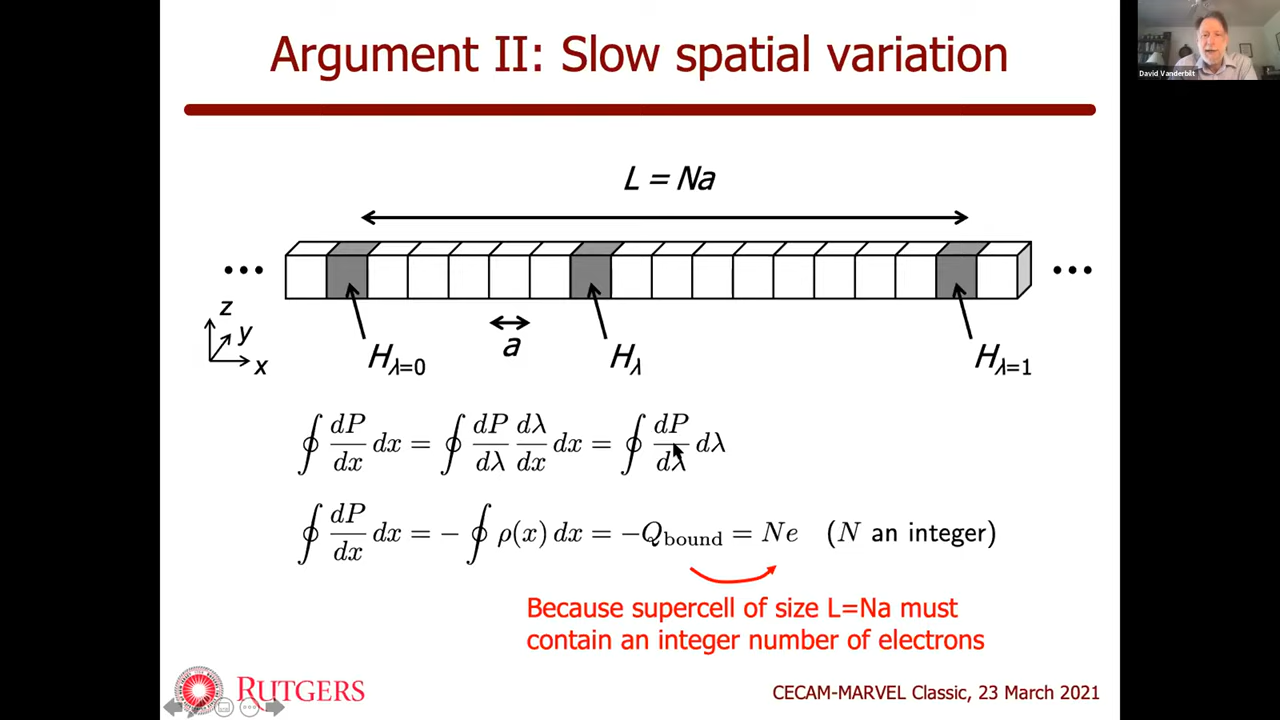 Argument II: Slow spatial variation
David Vanderbilt
L = Na
••• •••
z
y
x
a
H_{λ=0} H_λ H_{λ=1}
∮ dP/dx dx = ∮ dP/dλ dλ/dx dx = ∮ dP/dλ dλ
∮ dP/dx dx = − ∮ ρ(x) dx = −Q_{bound} = Ne (N an integer)
Because supercell of size L=Na must
contain an integer number of electrons
RUTGERS
CECAM-MARVEL Classic, 23 March 2021